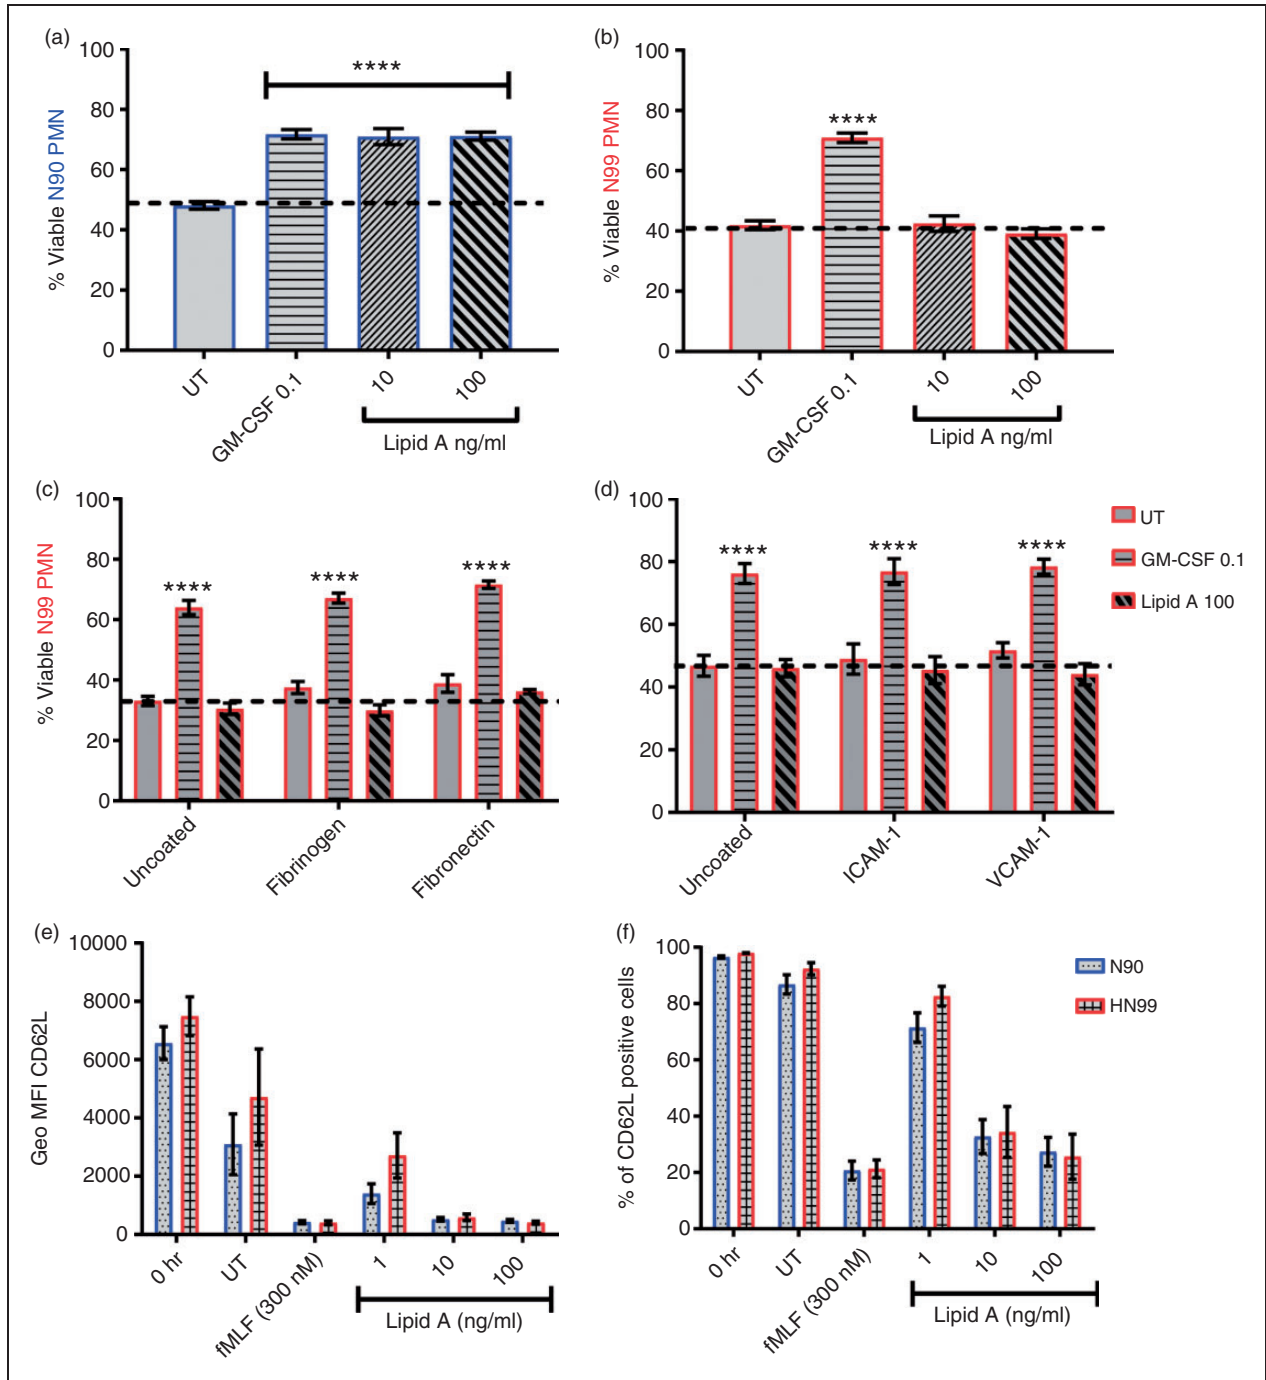 (a)
100
80
60
40
20
0
% Viable N90 PMN
****
UT
GM-CSF 0.1
10
100
Lipid A ng/ml
(b)
100
80
60
40
20
0
% Viable N99 PMN
****
UT
GM-CSF 0.1
10
100
Lipid A ng/ml
(c)
100
80
60
40
20
0
% Viable N99 PMN
****
****
****
Uncoated
Fibrinogen
Fibronectin
(d)
100
80
60
40
20
0
****
****
****
Uncoated
ICAM-1
VCAM-1
UT
GM-CSF 0.1
Lipid A 100
(e)
10000
8000
6000
4000
2000
0
Geo MFI CD62L
0 hr
UT
fMLF (300 nM)
1
10
100
Lipid A (ng/ml)
(f)
100
80
60
40
20
0
% of CD62L positive cells
0 hr
UT
fMLF (300 nM)
1
10
100
Lipid A (ng/ml)
N90
HN99